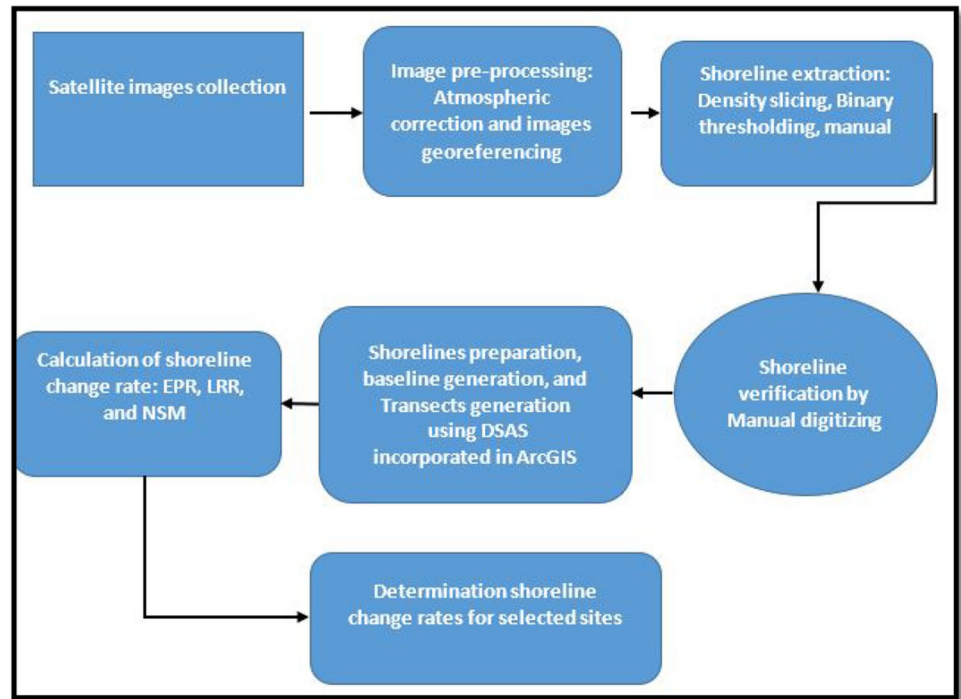 Satellite images collection
Image pre-processing:
Atmospheric
correction and images
georeferencing
Shoreline extraction:
Density slicing, Binary
thresholding, manual
Shoreline
verification by
Manual digitizing
Shorelines preparation,
baseline generation, and
Transects generation
using DSAS
incorporated in ArcGIS
Calculation of shoreline
change rate: EPR, LRR,
and NSM
Determination shoreline
change rates for selected sites